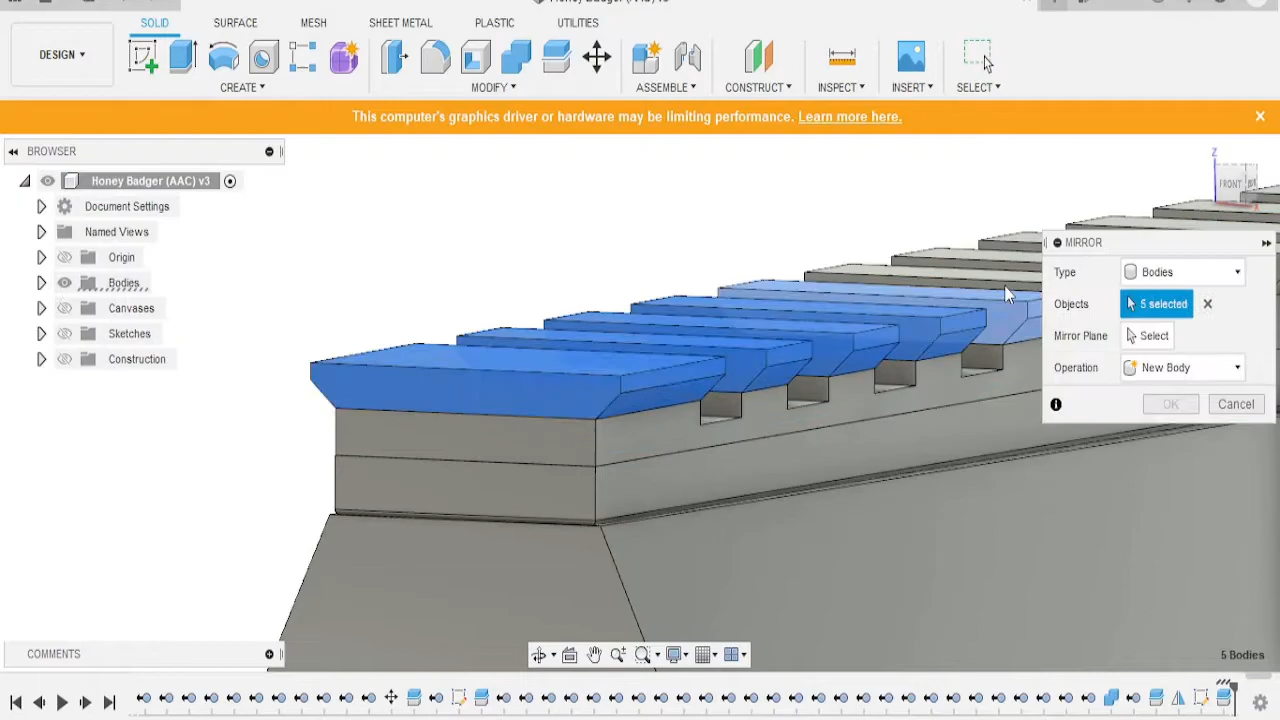 SOLID SURFACE MESH SHEET METAL PLASTIC UTILITIES
DESIGN
CREATE MODIFY ASSEMBLE CONSTRUCT INSPECT INSERT SELECT
This computer's graphics driver or hardware may be limiting performance. Learn more here.
BROWSER
Honey Badger (AAC) v3
Document Settings
Named Views
Origin
Bodies
Canvases
Sketches
Construction
Z
FRONT
MIRROR
Type Bodies
Objects 5 selected
Mirror Plane Select
Operation New Body
OK Cancel
COMMENTS
5 Bodies